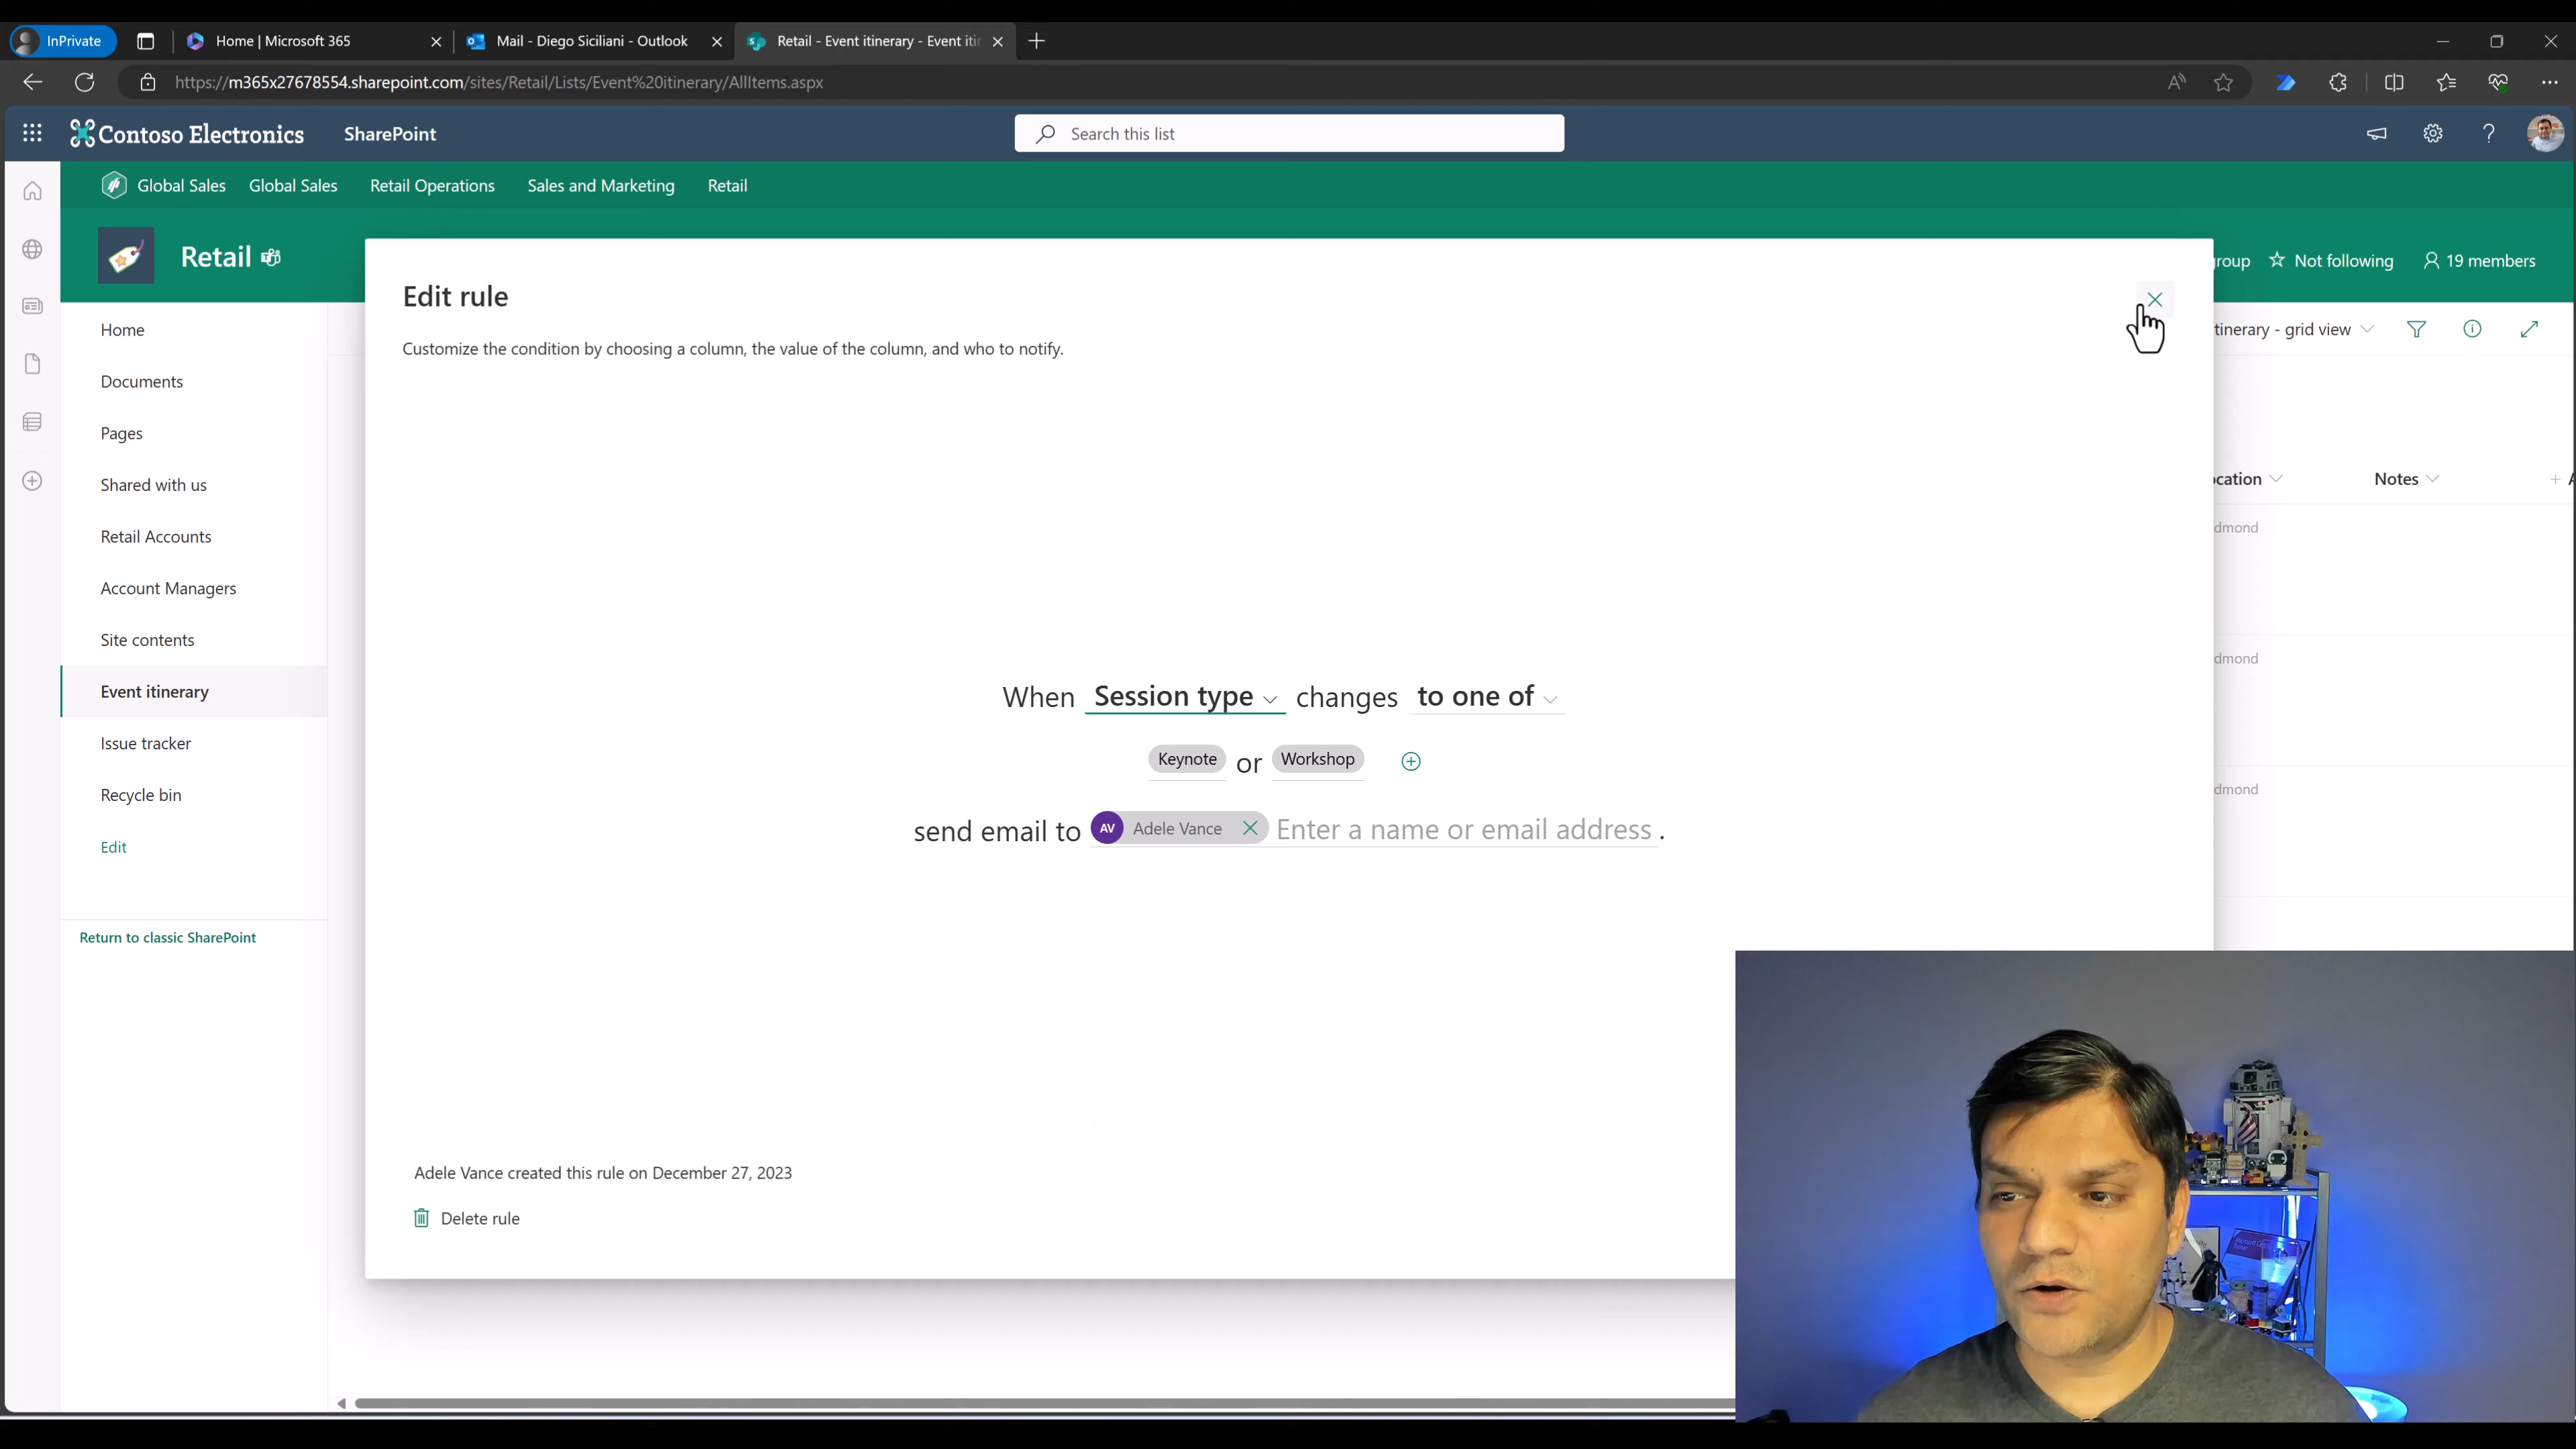 InPrivate
Home | Microsoft 365
Mail - Diego Siciliani - Outlook
Retail - Event itinerary - Event itir
https://m365x27678554.sharepoint.com/sites/Retail/Lists/Event%20itinerary/AllItems.aspx
Contoso Electronics
SharePoint
Search this list
Global Sales
Global Sales
Retail Operations
Sales and Marketing
Retail
Retail
roup
Not following
19 members
Edit rule
Customize the condition by choosing a column, the value of the column, and who to notify.
tinerary - grid view
Home
Documents
Pages
Shared with us
Retail Accounts
Account Managers
Site contents
Event itinerary
Issue tracker
Recycle bin
Edit
Return to classic SharePoint
ocation
Notes
+ A
dmond
dmond
dmond
When Session type changes to one of
Keynote or Workshop
send email to AV Adele Vance Enter a name or email address .
Adele Vance created this rule on December 27, 2023
Delete rule